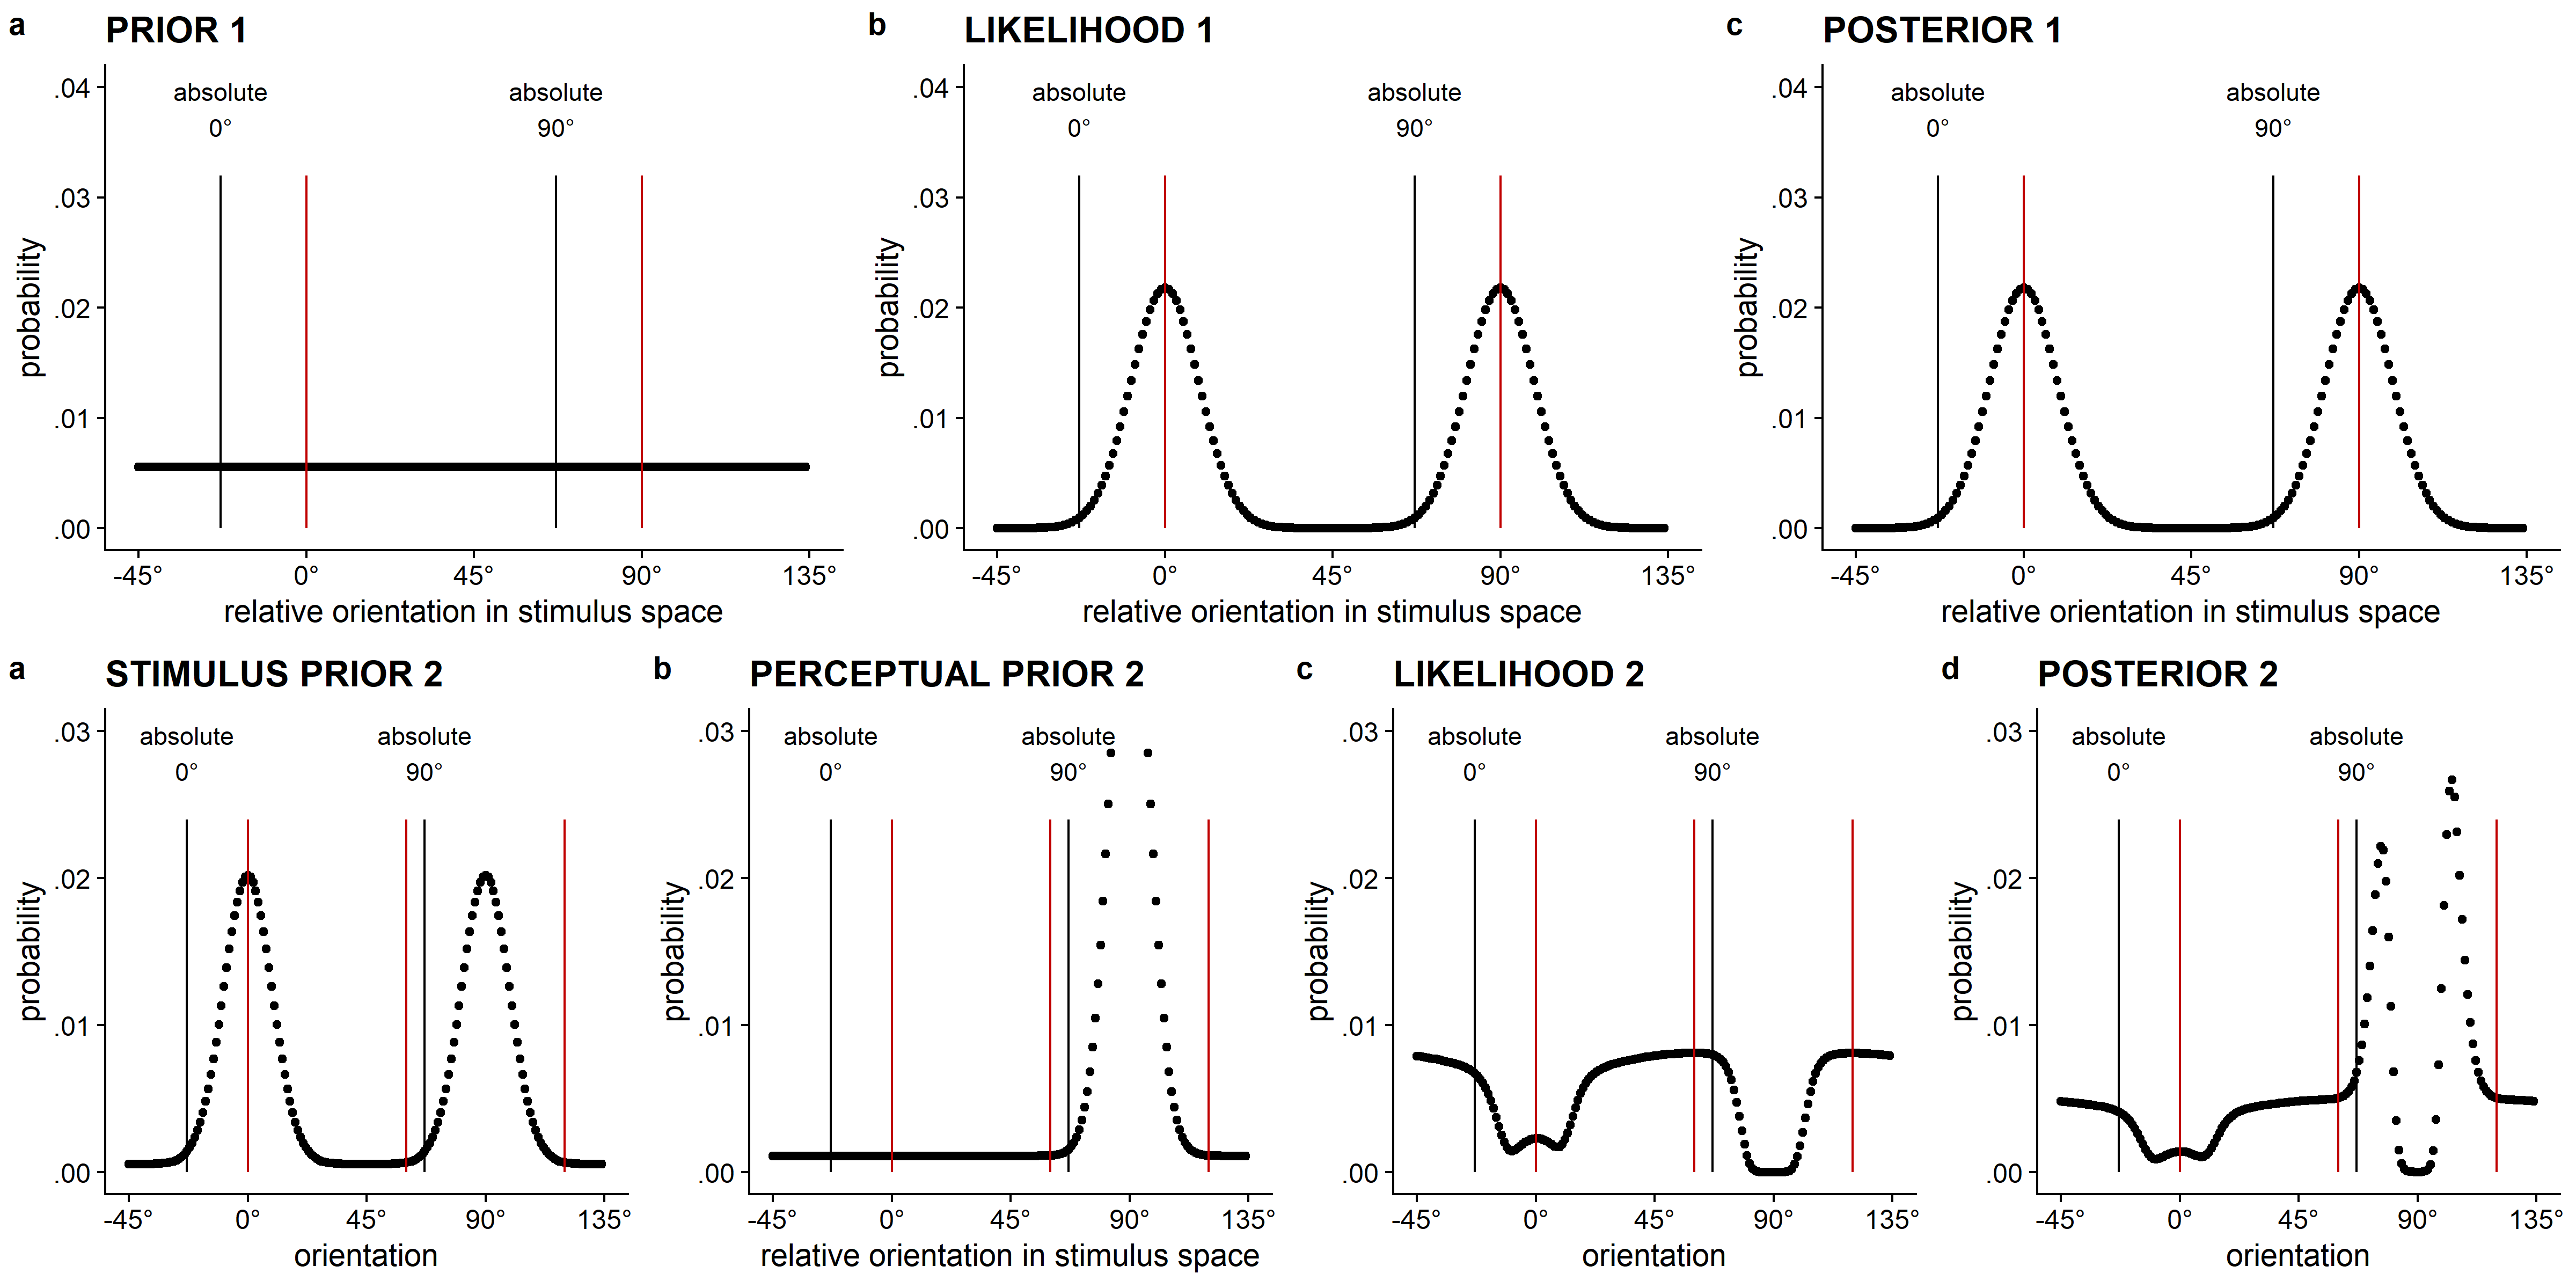 a PRIOR 1
absolute 0°
absolute 90°
.04
.03
.02
.01
.00
probability
-45° 0° 45° 90° 135°
relative orientation in stimulus space
b LIKELIHOOD 1
absolute 0°
absolute 90°
.04
.03
.02
.01
.00
probability
-45° 0° 45° 90° 135°
relative orientation in stimulus space
c POSTERIOR 1
absolute 0°
absolute 90°
.04
.03
.02
.01
.00
probability
-45° 0° 45° 90° 135°
relative orientation in stimulus space
a STIMULUS PRIOR 2
absolute 0°
absolute 90°
.03
.02
.01
.00
probability
-45° 0° 45° 90° 135°
orientation
b PERCEPTUAL PRIOR 2
absolute 0°
absolute 90°
.03
.02
.01
.00
probability
-45° 0° 45° 90° 135°
relative orientation in stimulus space
c LIKELIHOOD 2
absolute 0°
absolute 90°
.03
.02
.01
.00
probability
-45° 0° 45° 90° 135°
orientation
d POSTERIOR 2
absolute 0°
absolute 90°
.03
.02
.01
.00
probability
-45° 0° 45° 90° 135°
orientation